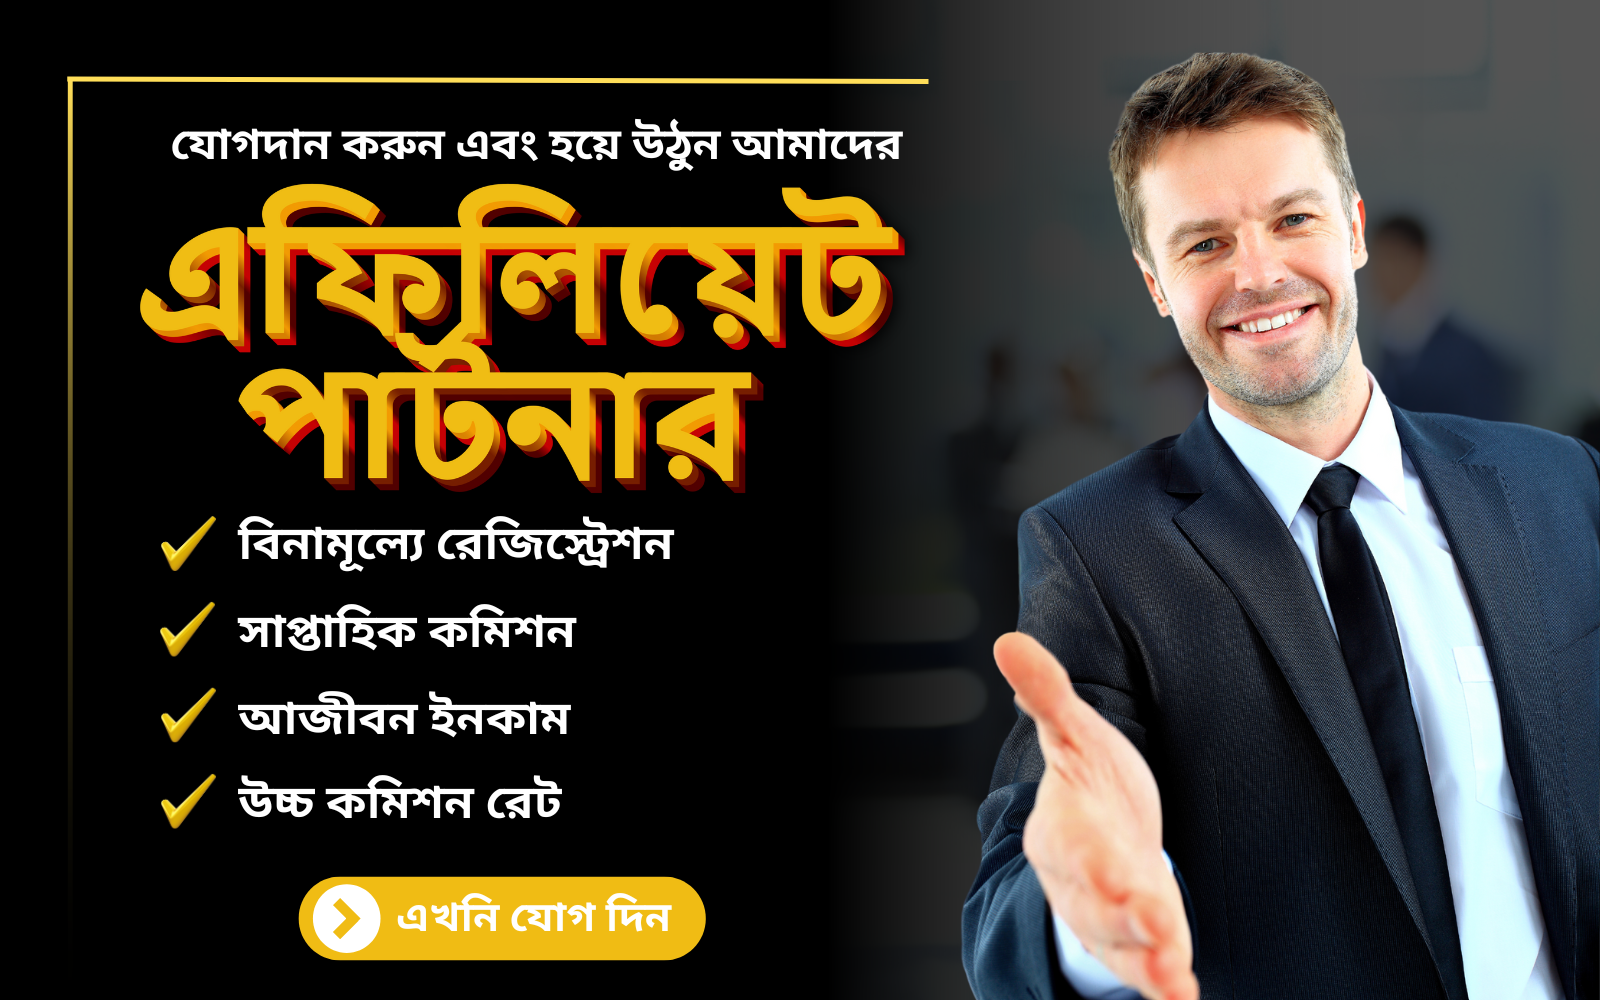 যোগদান করুন এবং হয়ে উঠুন আমাদের
এফিলিয়েট
পার্টনার
বিনামূল্যে রেজিস্ট্রেশন
সাপ্তাহিক কমিশন
আজীবন ইনকাম
উচ্চ কমিশন রেট
এখনি যোগ দিন